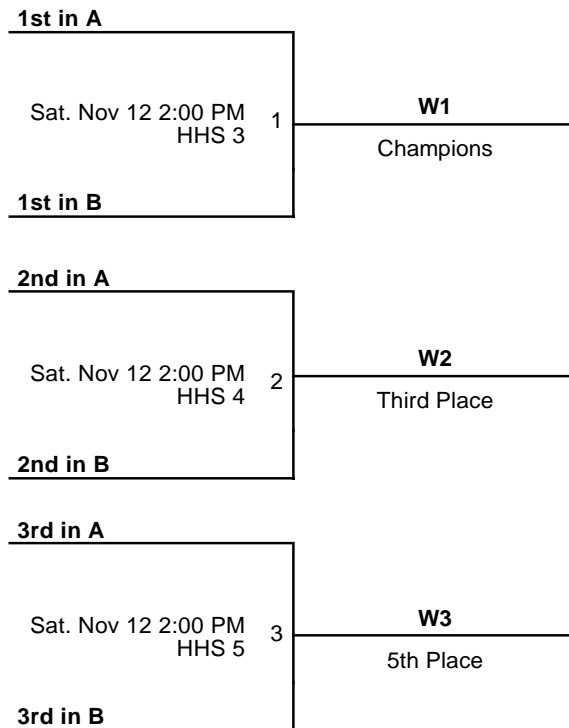 1st in A
Sat. Nov 12 2:00 PM
HHS 3
1
W1
Champions
1st in B
2nd in A
Sat. Nov 12 2:00 PM
HHS 4
2
W2
Third Place
2nd in B
3rd in A
Sat. Nov 12 2:00 PM
HHS 5
3
W3
5th Place
3rd in B